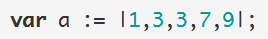 var a := |1,3,3,7,9|;